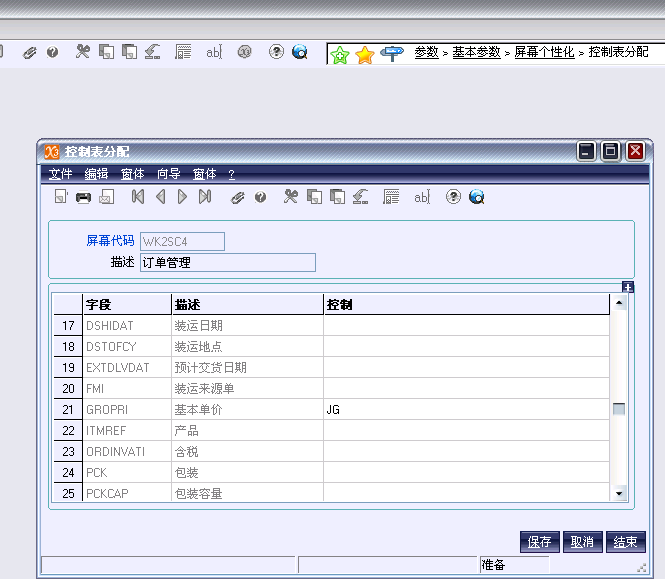 参数 > 基本参数 > 屏幕个性化 > 控制表分配
X3 控制表分配
文件 编辑 窗体 向导 窗体 ?
屏幕代码 WK2SC4
描述 订单管理
字段 描述 控制
17 DSHIDAT 装运日期
18 DSTOFCY 装运地点
19 EXTDLVDAT 预计交货日期
20 FMI 装运来源单
21 GROPRI 基本单价 JG
22 ITMREF 产品
23 ORDINVATI 含税
24 PCK 包装
25 PCKCAP 包装容量
保存 取消 结束
准备